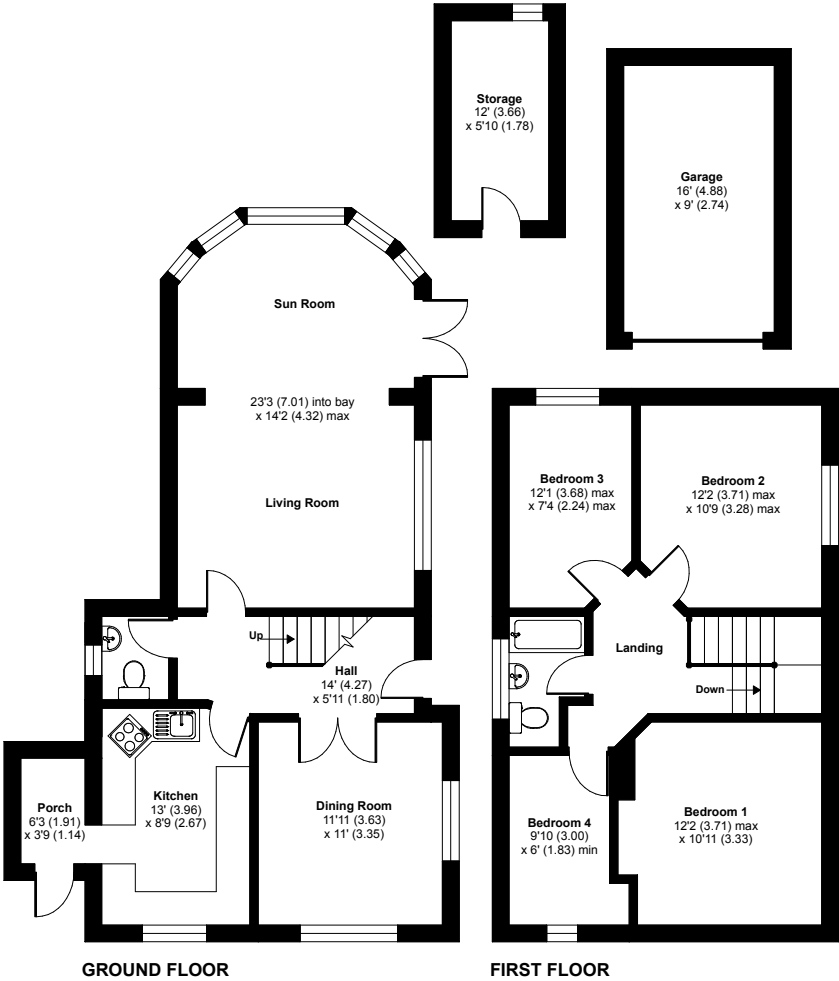 Storage
12' (3.66)
x 5'10 (1.78)
Garage
16' (4.88)
x 9' (2.74)
Sun Room
23'3 (7.01) into bay
x 14'2 (4.32) max
Living Room
Up
Hall
14' (4.27)
x 5'11 (1.80)
Kitchen
13' (3.96)
x 8'9 (2.67)
Porch
6'3 (1.91)
x 3'9 (1.14)
Dining Room
11'11 (3.63)
x 11' (3.35)
GROUND FLOOR
Bedroom 3
12'1 (3.68) max
x 7'4 (2.24) max
Bedroom 2
12'2 (3.71) max
x 10'9 (3.28) max
Landing
Down
Bedroom 4
9'10 (3.00)
x 6' (1.83) min
Bedroom 1
12'2 (3.71) max
x 10'11 (3.33)
FIRST FLOOR